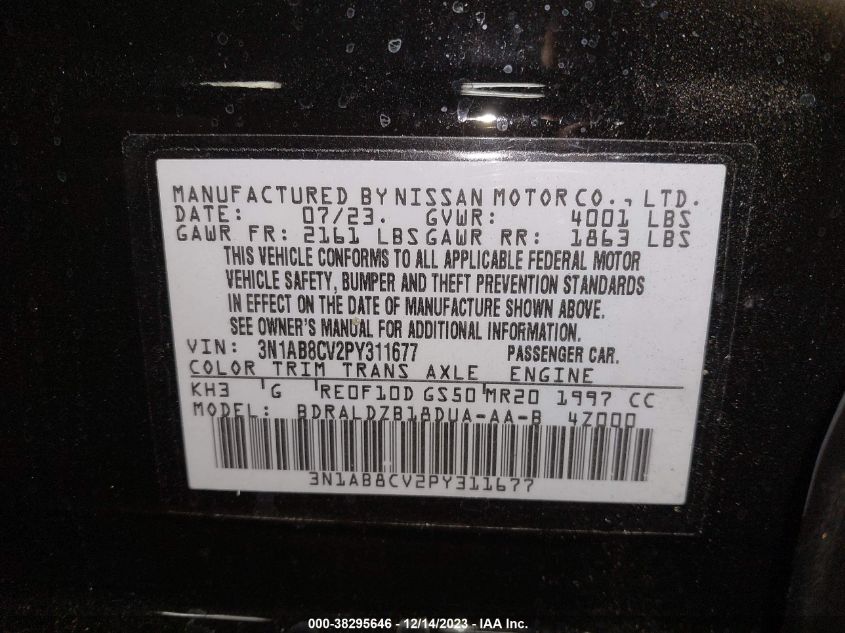 MANUFACTURED BY NISSAN MOTOR CO., LTD.
DATE: 07/23. GVWR: 4001 LBS
GAWR FR: 2161 LBS GAWR RR: 1863 LBS
THIS VEHICLE CONFORMS TO ALL APPLICABLE FEDERAL MOTOR
VEHICLE SAFETY, BUMPER AND THEFT PREVENTION STANDARDS
IN EFFECT ON THE DATE OF MANUFACTURE SHOWN ABOVE.
SEE OWNER'S MANUAL FOR ADDITIONAL INFORMATION.
VIN: 3N1AB8CV2PY311677 PASSENGER CAR.
COLOR TRIM TRANS AXLE ENGINE
KH3 G RE0F10D GS50 MR20 1997 CC
MODEL: BDRALDZB18DUA-AA-B 4Z000
3N1AB8CV2PY311677
000-38295646 - 12/14/2023 - IAA Inc.